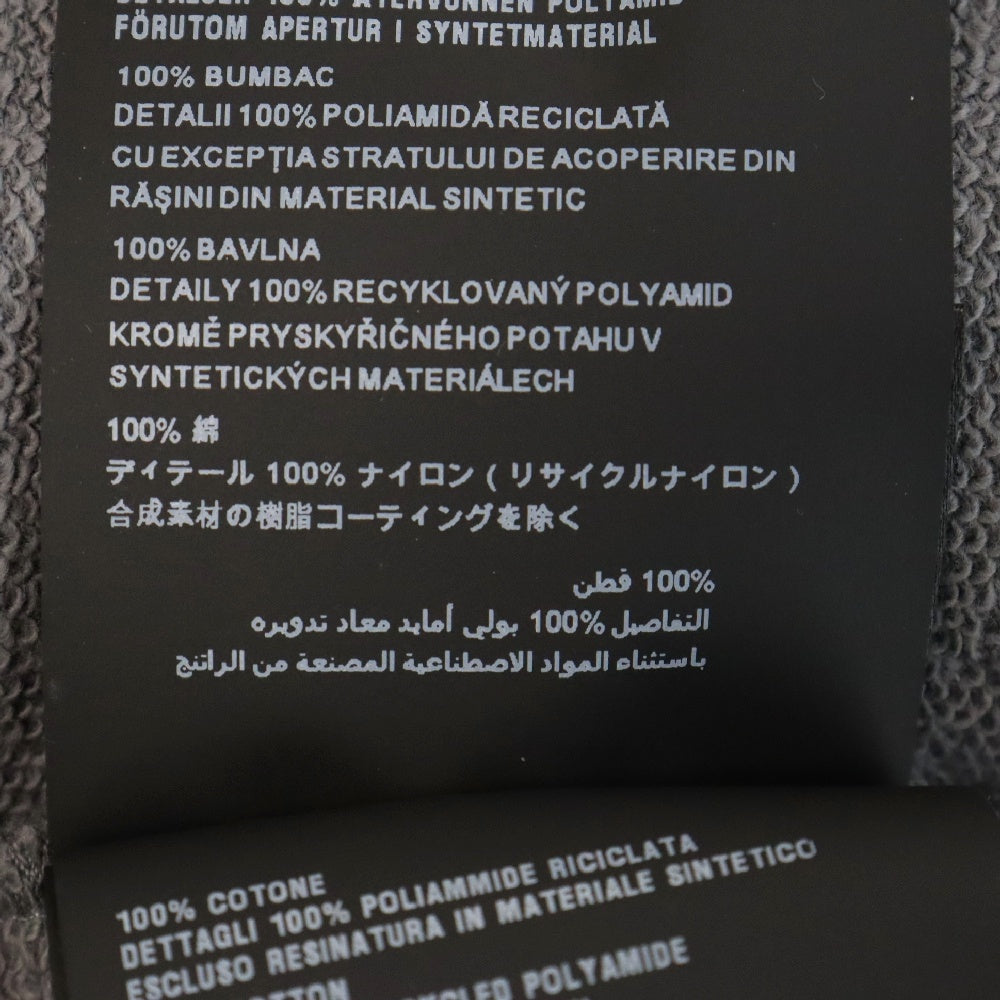 100% ÅTERVUNNEN POLYAMID
FÖRUTOM APERTUR I SYNTETMATERIAL
100% BUMBAC
DETALII 100% POLIAMIDĂ RECICLATĂ
CU EXCEPȚIA STRATULUI DE ACOPERIRE DIN
RĂȘINI DIN MATERIAL SINTETIC
100% BAVLNA
DETAILY 100% RECYKLOVANÝ POLYAMID
KROMĚ PRYSKYŘIČNÉHO POTAHU V
SYNTETICKÝCH MATERIÁLECH
100% 綿
ディテール 100% ナイロン ( リサイクルナイロン )
合成素材の樹脂コーティングを除く
100% قطن
التفاصيل 100% بولي أمايد معاد تدويره
باستثناء المواد الاصطناعية المصنعة من الراتنج
100% COTONE
DETTAGLI 100% POLIAMMIDE RICICLATA
ESCLUSO RESINATURA IN MATERIALE SINTETICO
POLYAMIDE